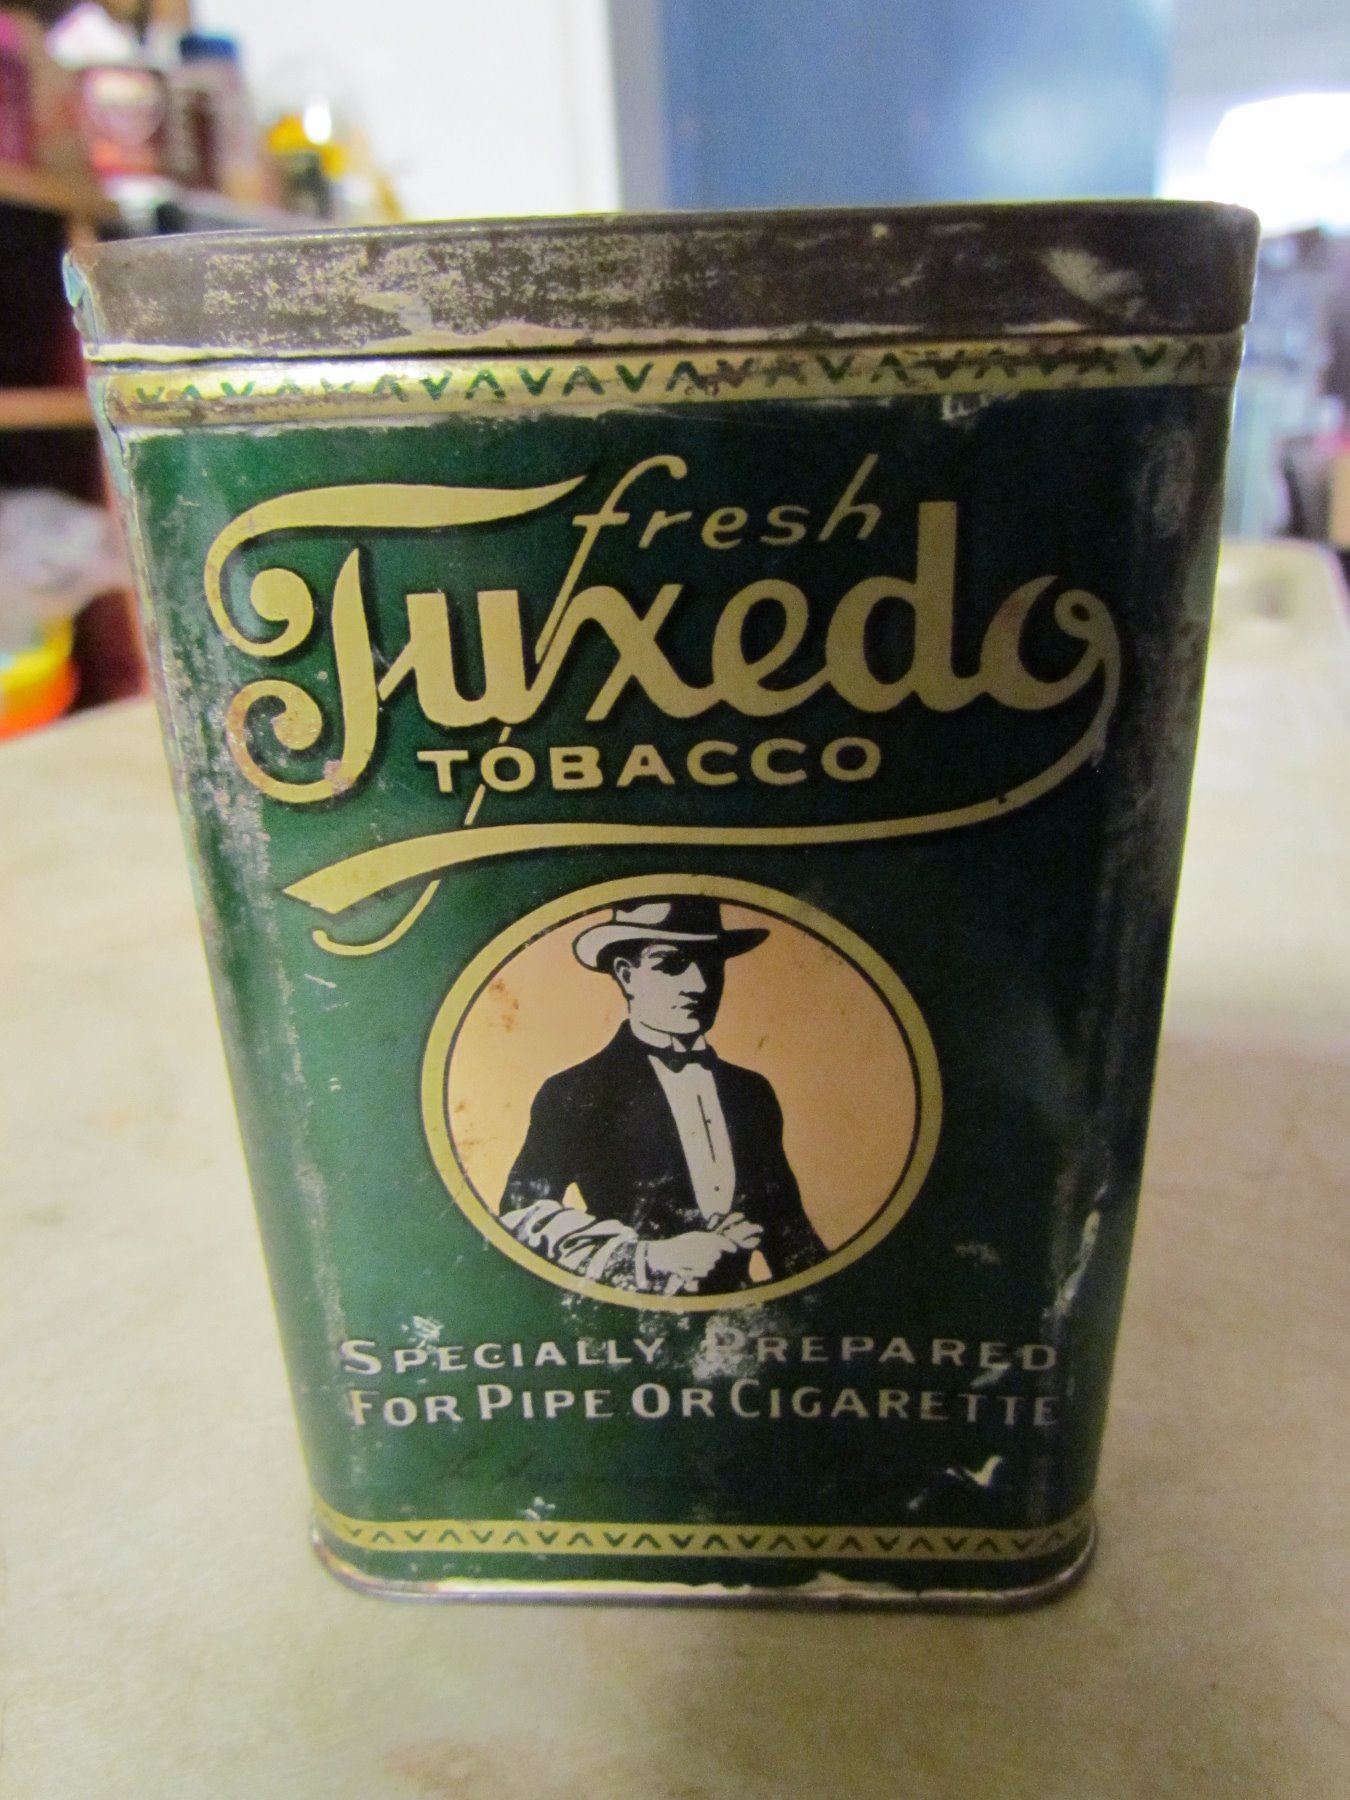 fresh
Tuxedo
TOBACCO
SPECIALLY PREPARED
FOR PIPE OR CIGARETTE